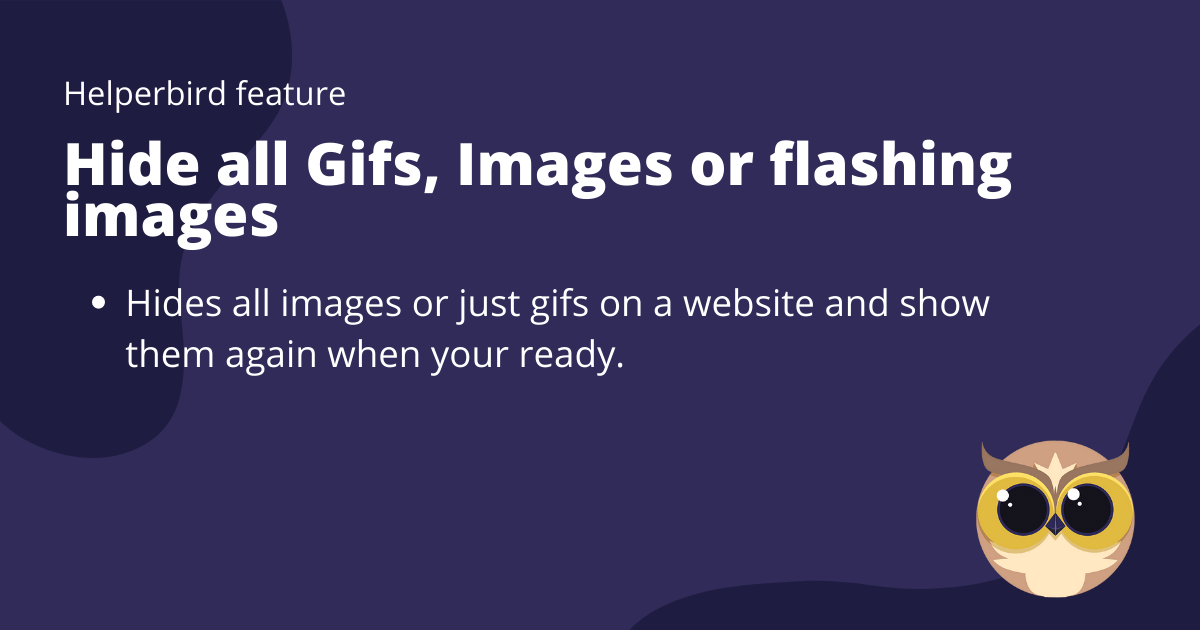 Helperbird feature
Hide all Gifs, Images or flashing
images
• Hides all images or just gifs on a website and show
them again when your ready.